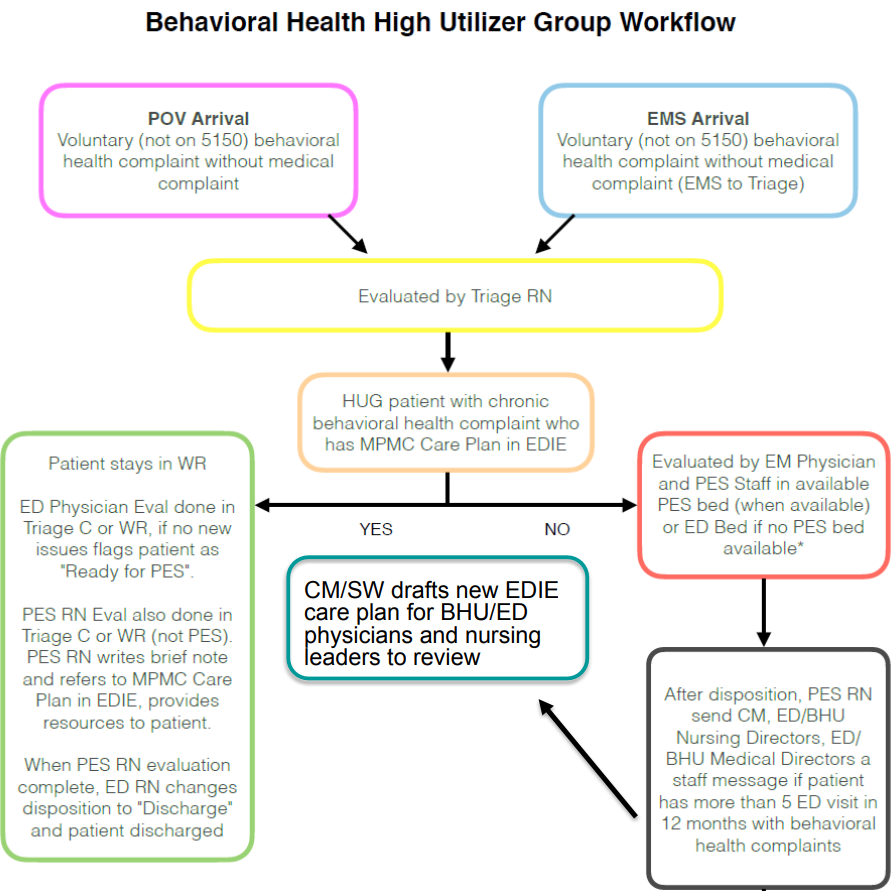 Behavioral Health High Utilizer Group Workflow
POV Arrival
Voluntary (not on 5150) behavioral
health complaint without medical
complaint
EMS Arrival
Voluntary (not on 5150) behavioral
health complaint without medical
complaint (EMS to Triage)
Evaluated by Triage RN
HUG patient with chronic
behavioral health complaint who
has MPMC Care Plan in EDIE
YES
NO
Patient stays in WR
ED Physician Eval done in
Triage C or WR, if no new
issues flags patient as
"Ready for PES".
PES RN Eval also done in
Triage C or WR (not PES).
PES RN writes brief note
and refers to MPMC Care
Plan in EDIE, provides
resources to patient.
When PES RN evaluation
complete, ED RN changes
disposition to "Discharge"
and patient discharged
Evaluated by EM Physician
and PES Staff in available
PES bed (when available)
or ED Bed if no PES bed
available*
CM/SW drafts new EDIE
care plan for BHU/ED
physicians and nursing
leaders to review
After disposition, PES RN
send CM, ED/BHU
Nursing Directors, ED/
BHU Medical Directors a
staff message if patient
has more than 5 ED visit in
12 months with behavioral
health complaints